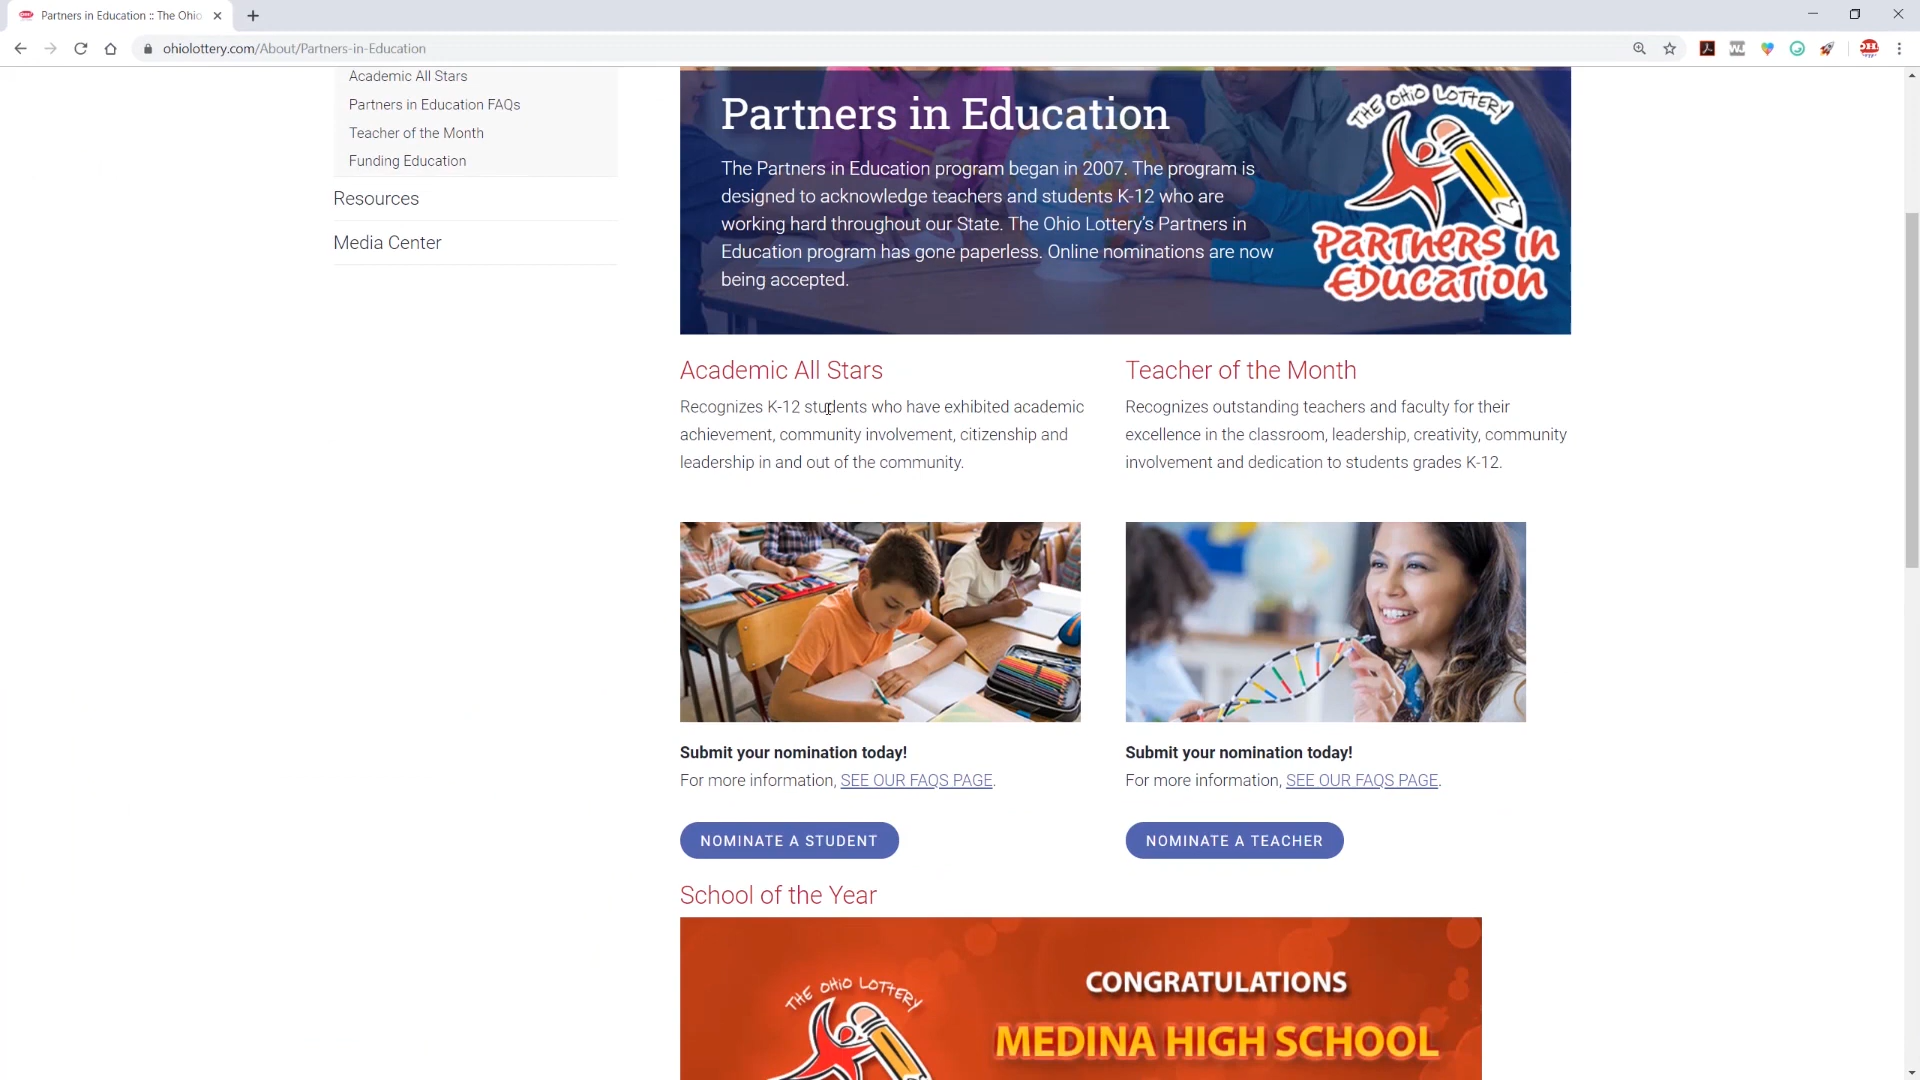 Partners in Education :: The Ohio
ohiolottery.com/About/Partners-in-Education
Academic All Stars
Partners in Education FAQs
Teacher of the Month
Funding Education
Resources
Media Center
Partners in Education
The Partners in Education program began in 2007. The program is
designed to acknowledge teachers and students K-12 who are
working hard throughout our State. The Ohio Lottery's Partners in
Education program has gone paperless. Online nominations are now
being accepted.
THE OHIO LOTTERY
PARTNERS IN
EDUCATION
Academic All Stars
Recognizes K-12 students who have exhibited academic
achievement, community involvement, citizenship and
leadership in and out of the community.
Teacher of the Month
Recognizes outstanding teachers and faculty for their
excellence in the classroom, leadership, creativity, community
involvement and dedication to students grades K-12.
Submit your nomination today!
For more information, SEE OUR FAQS PAGE.
NOMINATE A STUDENT
Submit your nomination today!
For more information, SEE OUR FAQS PAGE.
NOMINATE A TEACHER
School of the Year
THE OHIO LOTTERY
CONGRATULATIONS
MEDINA HIGH SCHOOL